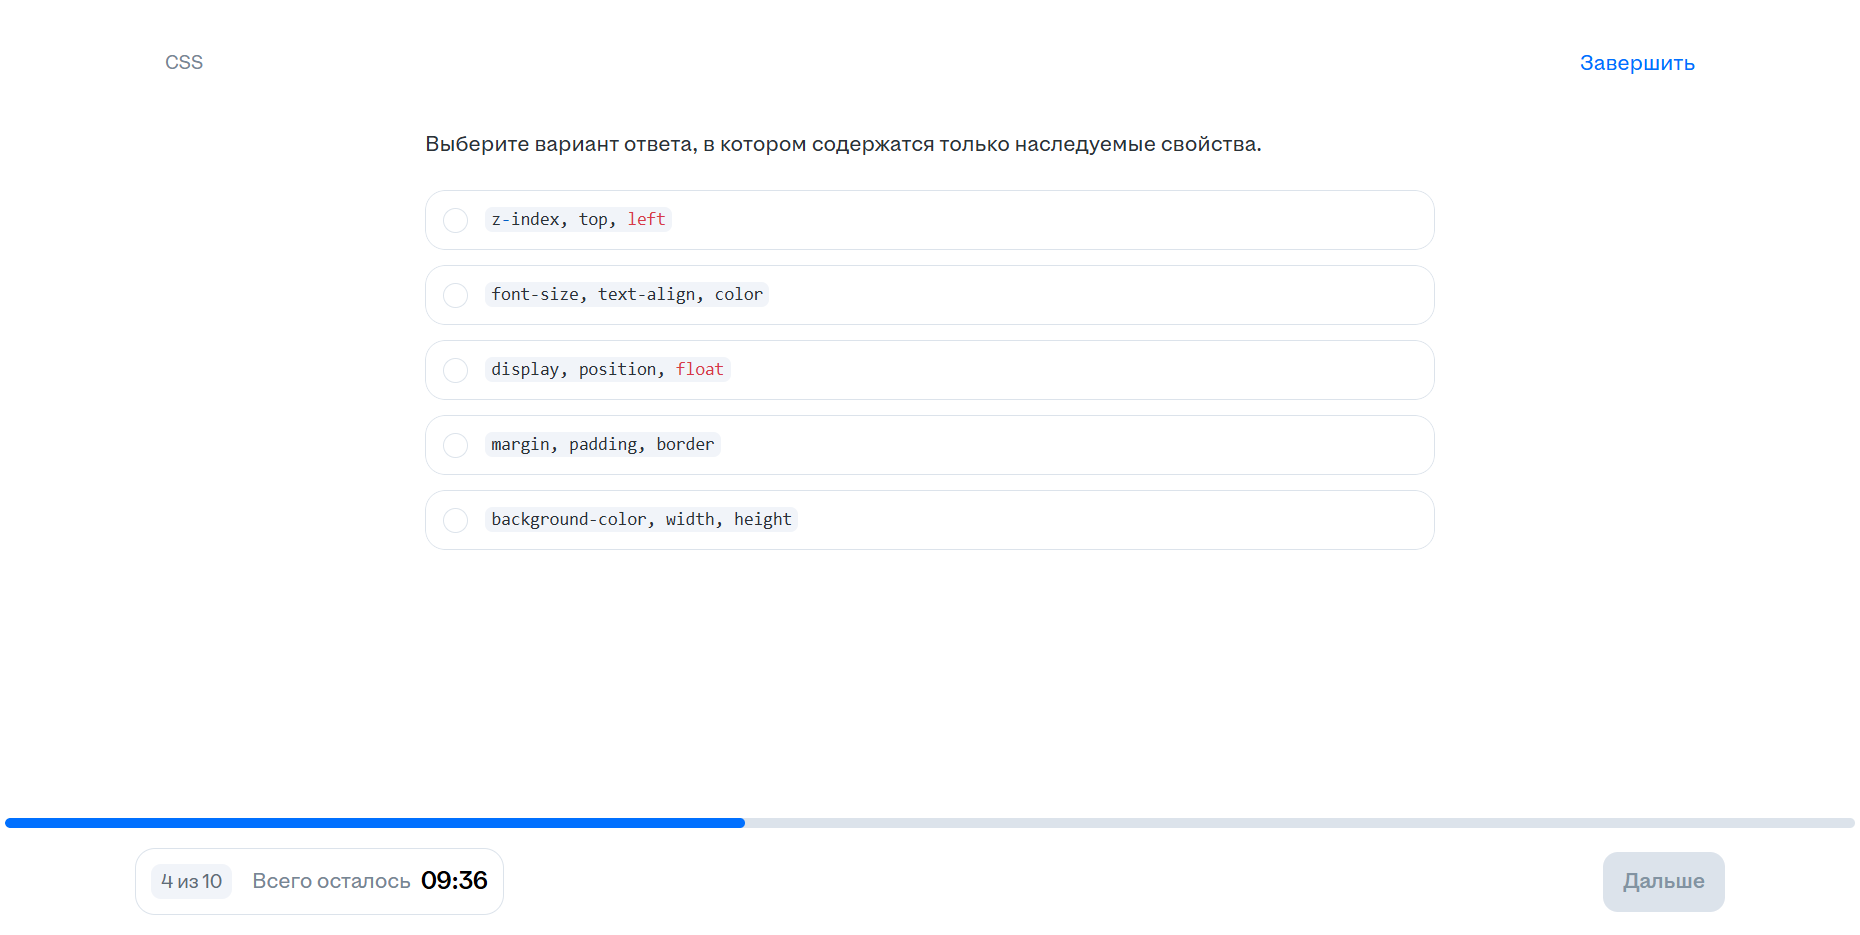 CSS
Завершить
Выберите вариант ответа, в котором содержатся только наследуемые свойства.
z-index, top, left
font-size, text-align, color
display, position, float
margin, padding, border
background-color, width, height
4 из 10 Всего осталось 09:36
Дальше